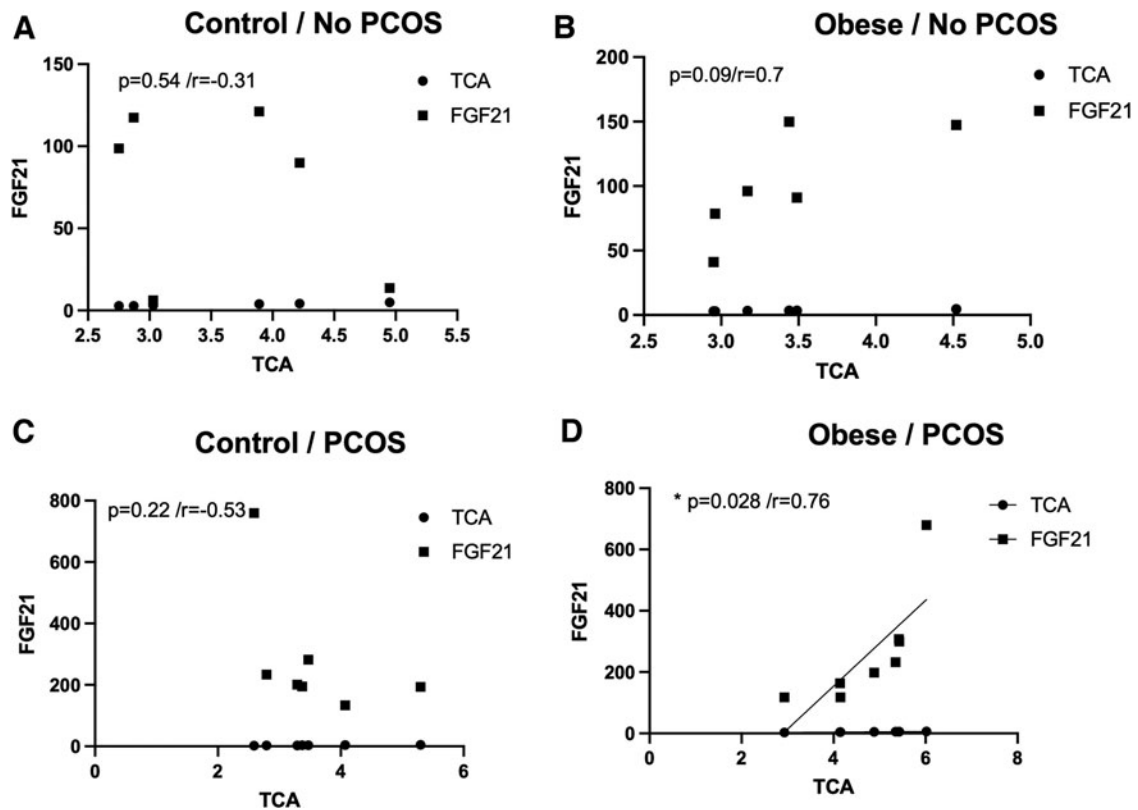 A
Control / No PCOS
p=0.54 /r=-0.31
TCA
FGF21
150
100
50
0
FGF21
2.5 3.0 3.5 4.0 4.5 5.0 5.5
TCA
B
Obese / No PCOS
p=0.09/r=0.7
TCA
FGF21
200
150
100
50
0
FGF21
2.5 3.0 3.5 4.0 4.5 5.0
TCA
C
Control / PCOS
p=0.22 /r=-0.53
TCA
FGF21
800
600
400
200
0
FGF21
0 2 4 6
TCA
D
Obese / PCOS
* p=0.028 /r=0.76
TCA
FGF21
800
600
400
200
0
FGF21
0 2 4 6 8
TCA